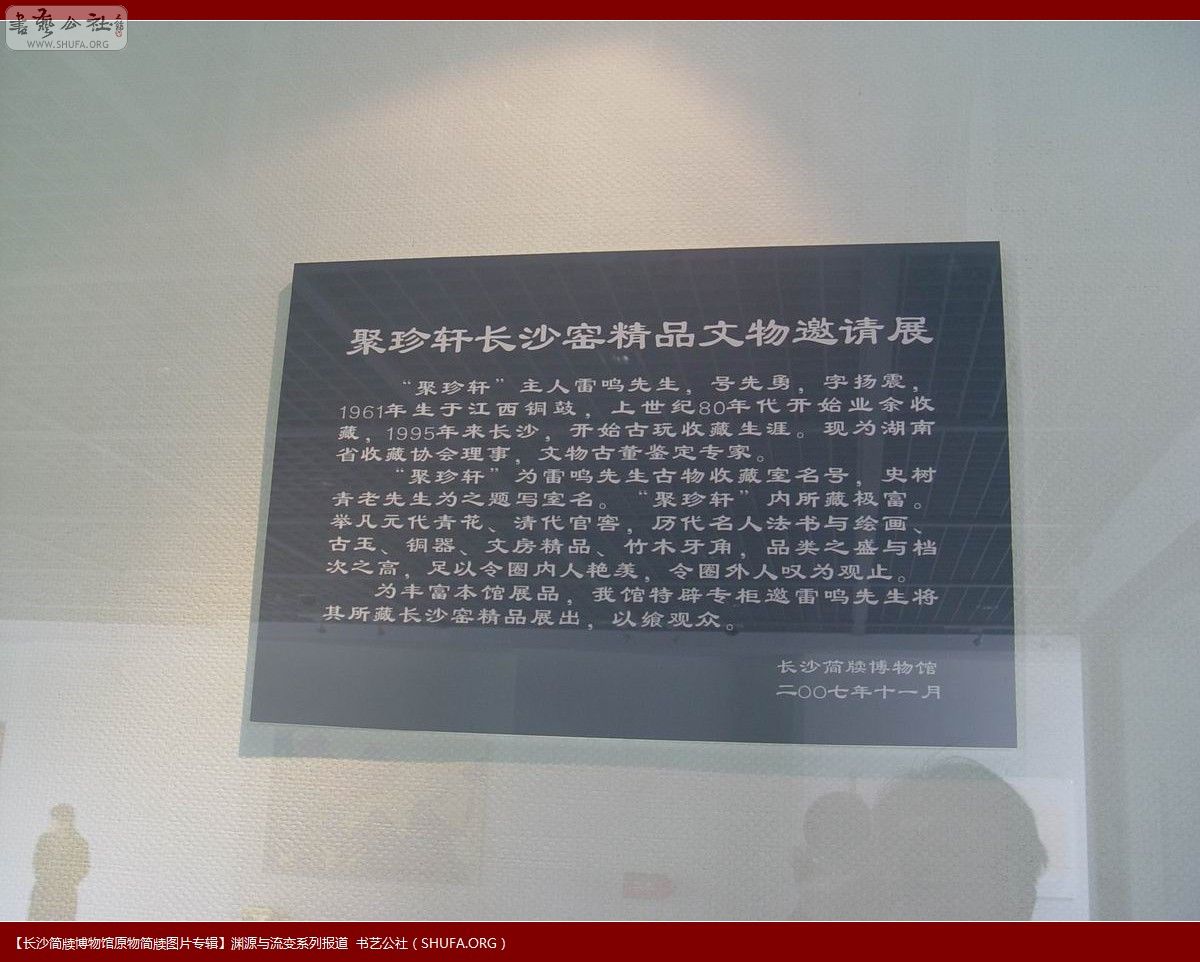 書藝公社
WWW.SHUFA.ORG
聚珍轩长沙窑精品文物邀请展
“聚珍轩”主人雷鸣先生，号先勇，字扬震，
1961年生于江西铜鼓，上世纪80年代开始业余收
藏，1995年来长沙，开始古玩收藏生涯。现为湖南
省收藏协会理事，文物古董鉴定专家。
“聚珍轩”为雷鸣先生古物收藏室名号，史树
青老先生为之题写室名。“聚珍轩”内所藏极富。
举凡元代青花、清代官窖，历代名人法书与绘画、
古玉、铜器、文房精品、竹木牙角，品类之盛与档
次之高，足以令圈内人艳羡，令圈外人叹为观止。
为丰富本馆展品，我馆特辟专柜邀雷鸣先生将
其所藏长沙窑精品展出，以飨观众。
长沙简牍博物馆
二〇〇七年十一月
【长沙简牍博物馆原物简牍图片专辑】渊源与流变系列报道 书艺公社（SHUFA.ORG）